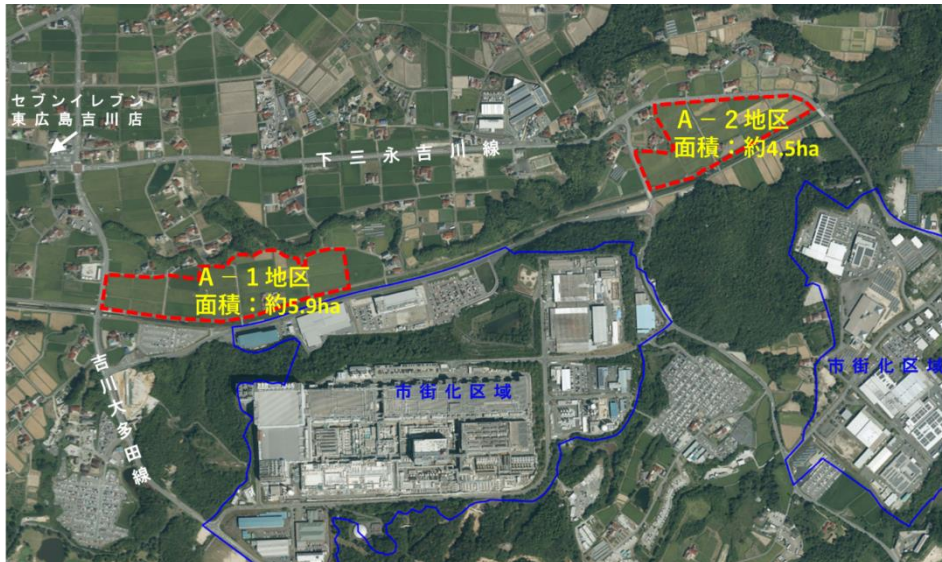 セブンイレブン
東広島吉川店
下三永吉川線
A－2地区
面積：約4.5ha
A－1地区
面積：約5.9ha
吉川大多田線
市街化区域
市街化区域